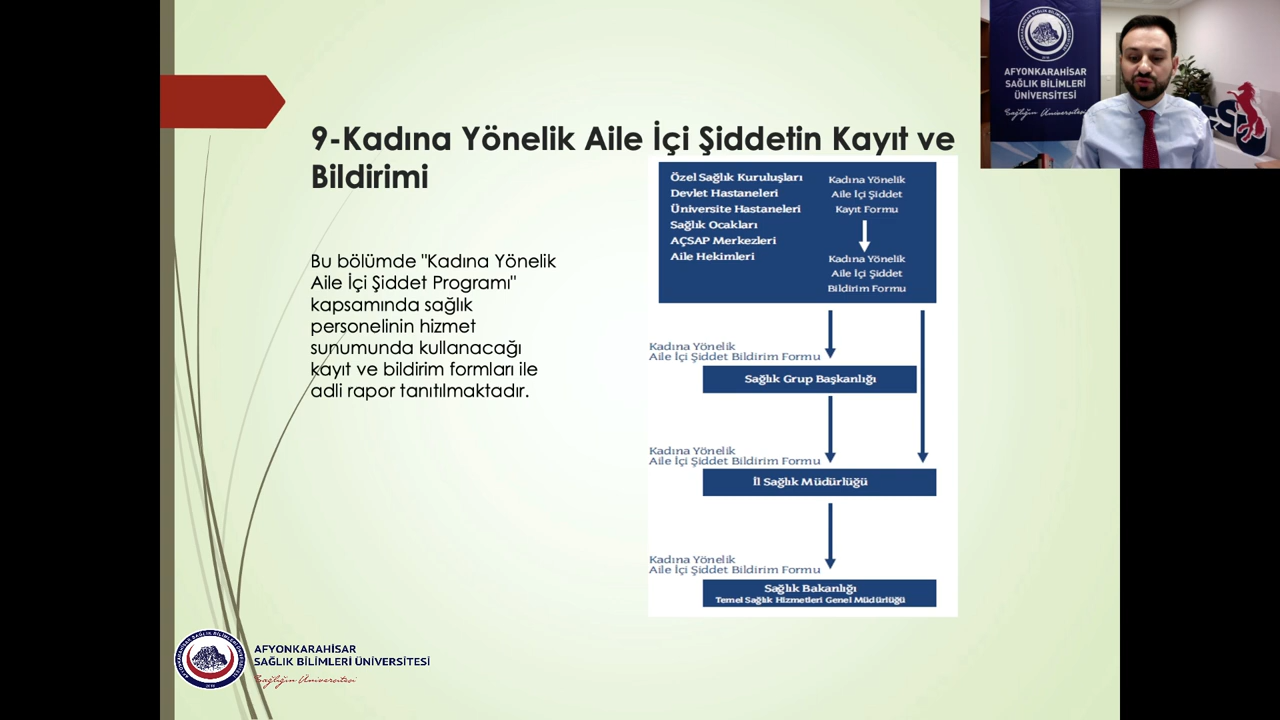 9-Kadına Yönelik Aile İçi Şiddetin Kayıt ve
Bildirimi
Bu bölümde "Kadına Yönelik
Aile İçi Şiddet Programı"
kapsamında sağlık
personelinin hizmet
sunumunda kullanacağı
kayıt ve bildirim formları ile
adli rapor tanıtılmaktadır.
Özel Sağlık Kuruluşları
Devlet Hastaneleri
Üniversite Hastaneleri
Sağlık Ocakları
AÇSAP Merkezleri
Aile Hekimleri
Kadına Yönelik
Aile İçi Şiddet
Kayıt Formu
Kadına Yönelik
Aile İçi Şiddet
Bildirim Formu
Kadına Yönelik
Aile İçi Şiddet Bildirim Formu
Sağlık Grup Başkanlığı
Kadına Yönelik
Aile İçi Şiddet Bildirim Formu
İl Sağlık Müdürlüğü
Kadına Yönelik
Aile İçi Şiddet Bildirim Formu
Sağlık Bakanlığı
Temel Sağlık Hizmetleri Genel Müdürlüğü
AFYONKARAHİSAR
SAĞLIK BİLİMLERİ
ÜNİVERSİTESİ
Sağlığın Üniversitesi
AFYONKARAHİSAR
SAĞLIK BİLİMLERİ ÜNİVERSİTESİ
Sağlığın Üniversitesi